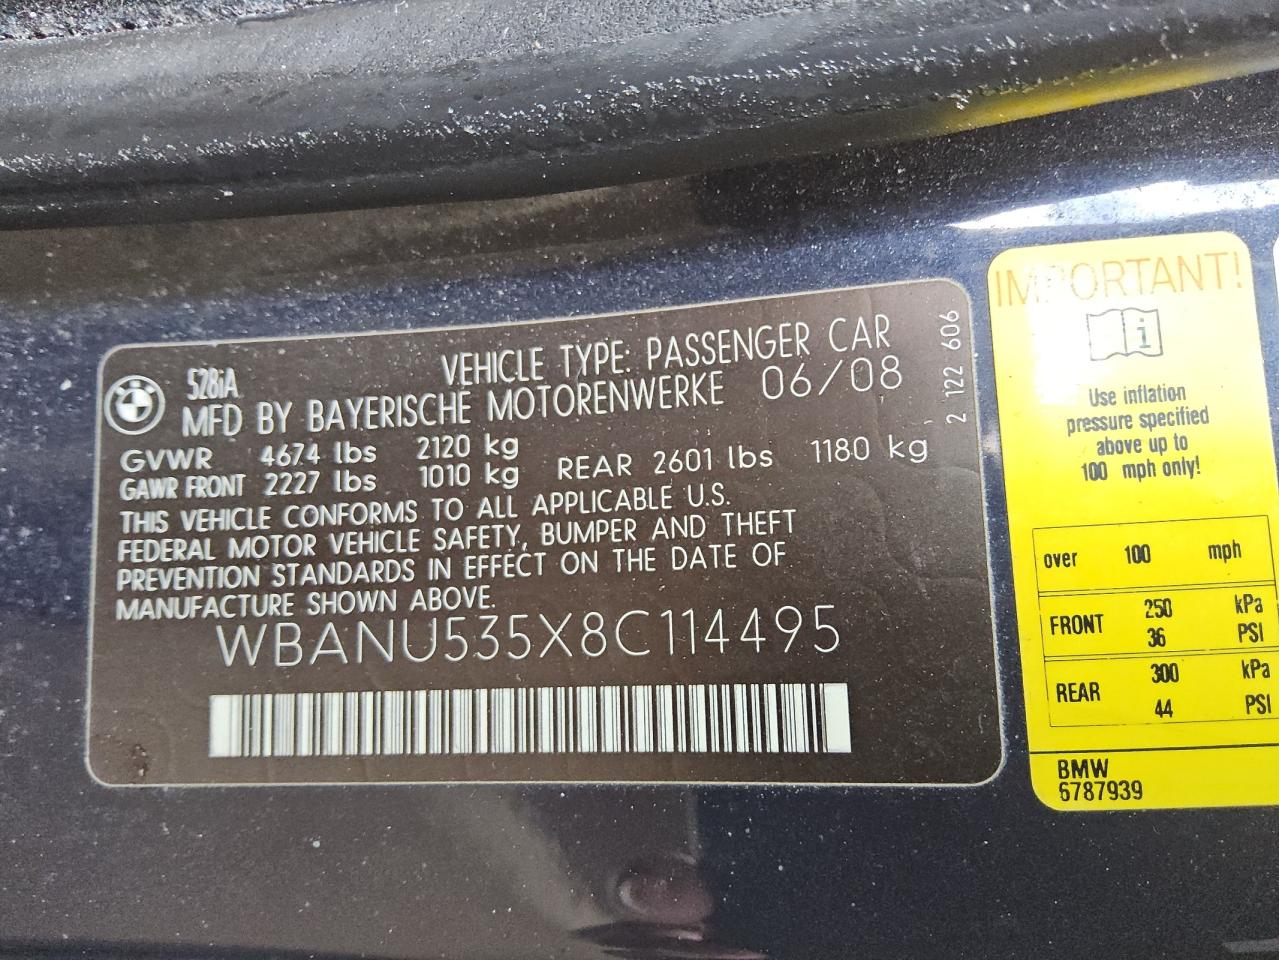 528iA
VEHICLE TYPE: PASSENGER CAR
MFD BY BAYERISCHE MOTORENWERKE 06/08
GVWR 4674 lbs 2120 kg
GAWR FRONT 2227 lbs 1010 kg REAR 2601 lbs 1180 kg
THIS VEHICLE CONFORMS TO ALL APPLICABLE U.S.
FEDERAL MOTOR VEHICLE SAFETY, BUMPER AND THEFT
PREVENTION STANDARDS IN EFFECT ON THE DATE OF
MANUFACTURE SHOWN ABOVE.
WBANU535X8C114495
2 122 606
IMPORTANT!
i
Use inflation
pressure specified
above up to
100 mph only!
over 100 mph
FRONT 250 kPa
36 PSI
REAR 300 kPa
44 PSI
BMW
6787939